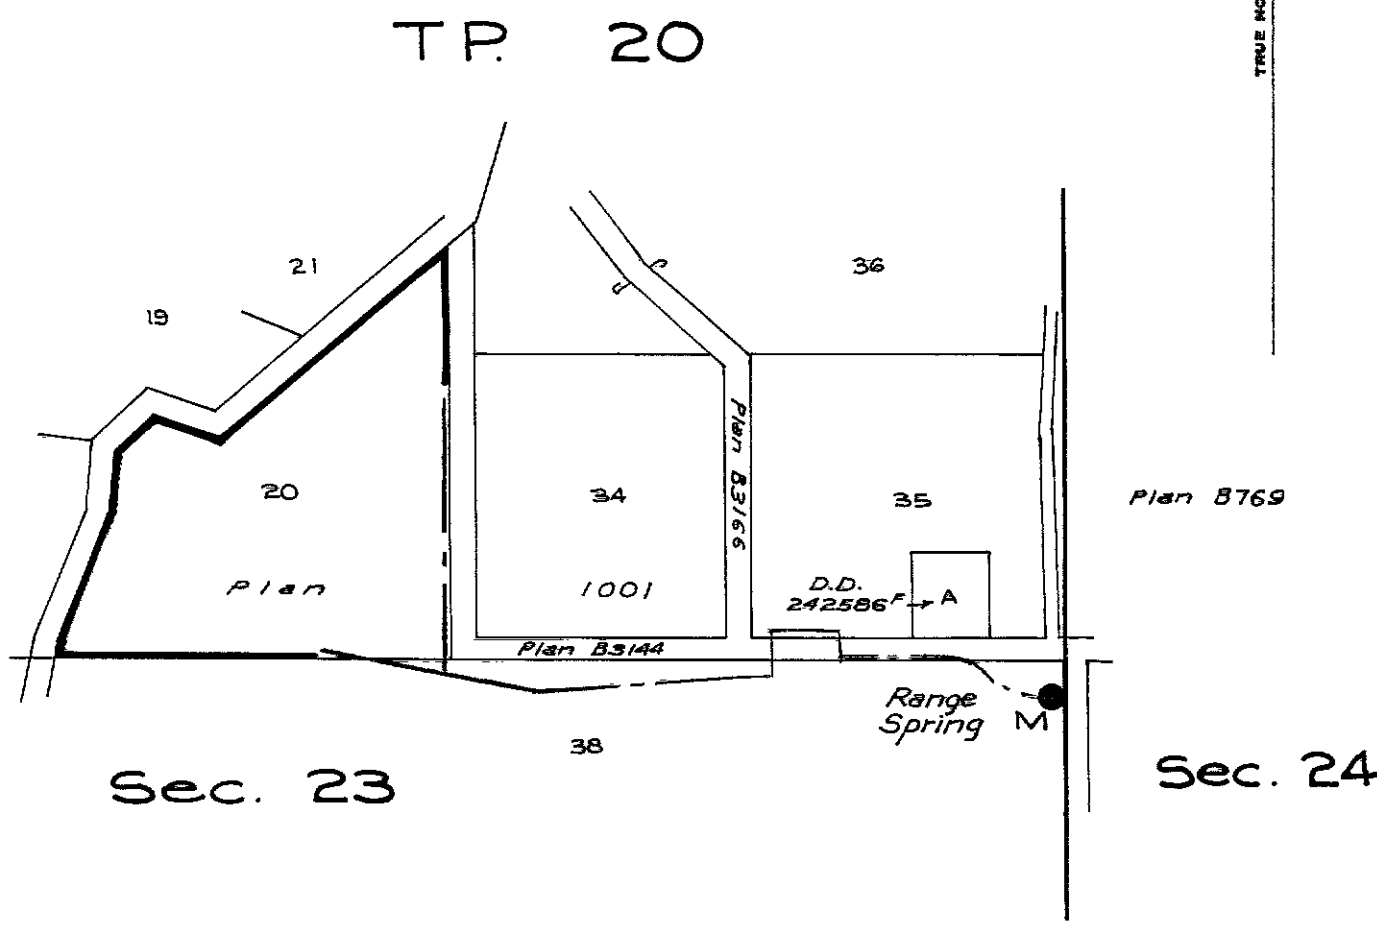 TP. 20
TRUE NO
21
36
19
Plan B3166
20
34
35
Plan 8769
Plan
1001
D.D.
242586F → A
Plan B3144
Range
Spring
M
38
Sec. 23
Sec. 24